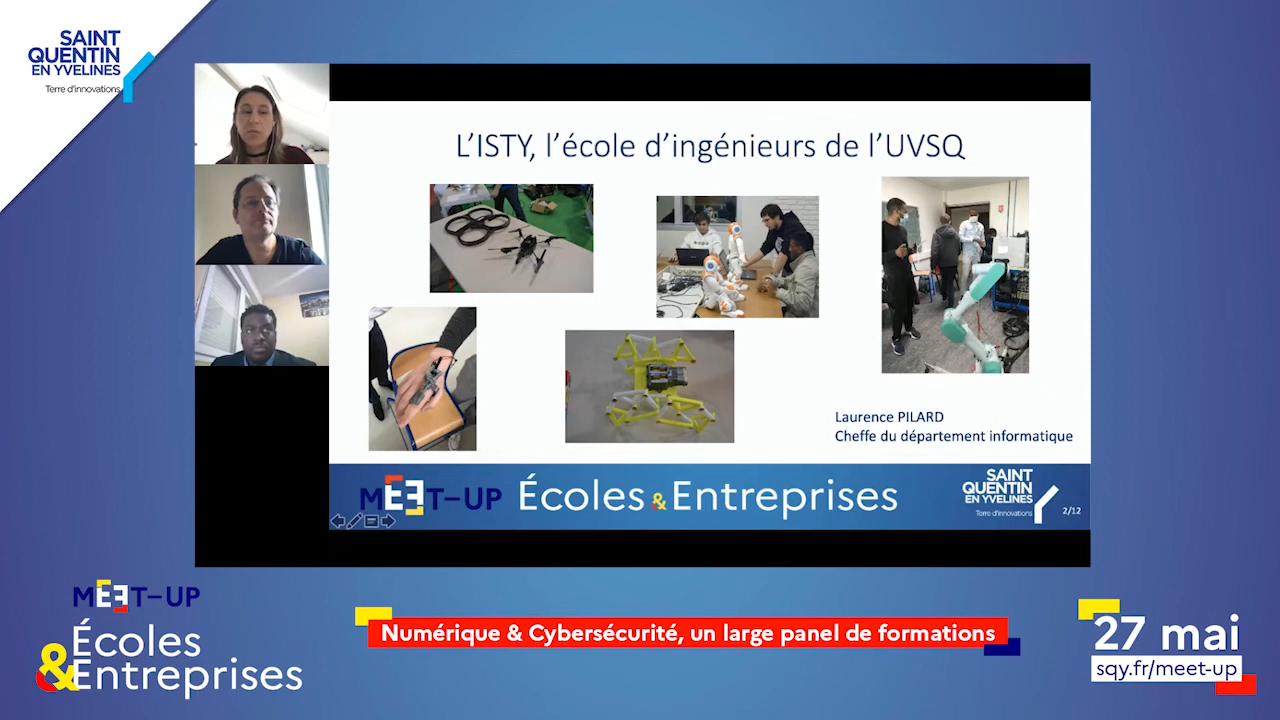 SAINT
QUENTIN
EN YVELINES
Terre d'innovations
L'ISTY, l'école d'ingénieurs de l'UVSQ
Laurence PILARD
Cheffe du département informatique
MEET-UP Écoles & Entreprises
SAINT
QUENTIN
EN YVELINES
Terre d'innovations
2/12
MEET-UP
Écoles
&Entreprises
Numérique & Cybersécurité, un large panel de formations
27 mai
sqy.fr/meet-up